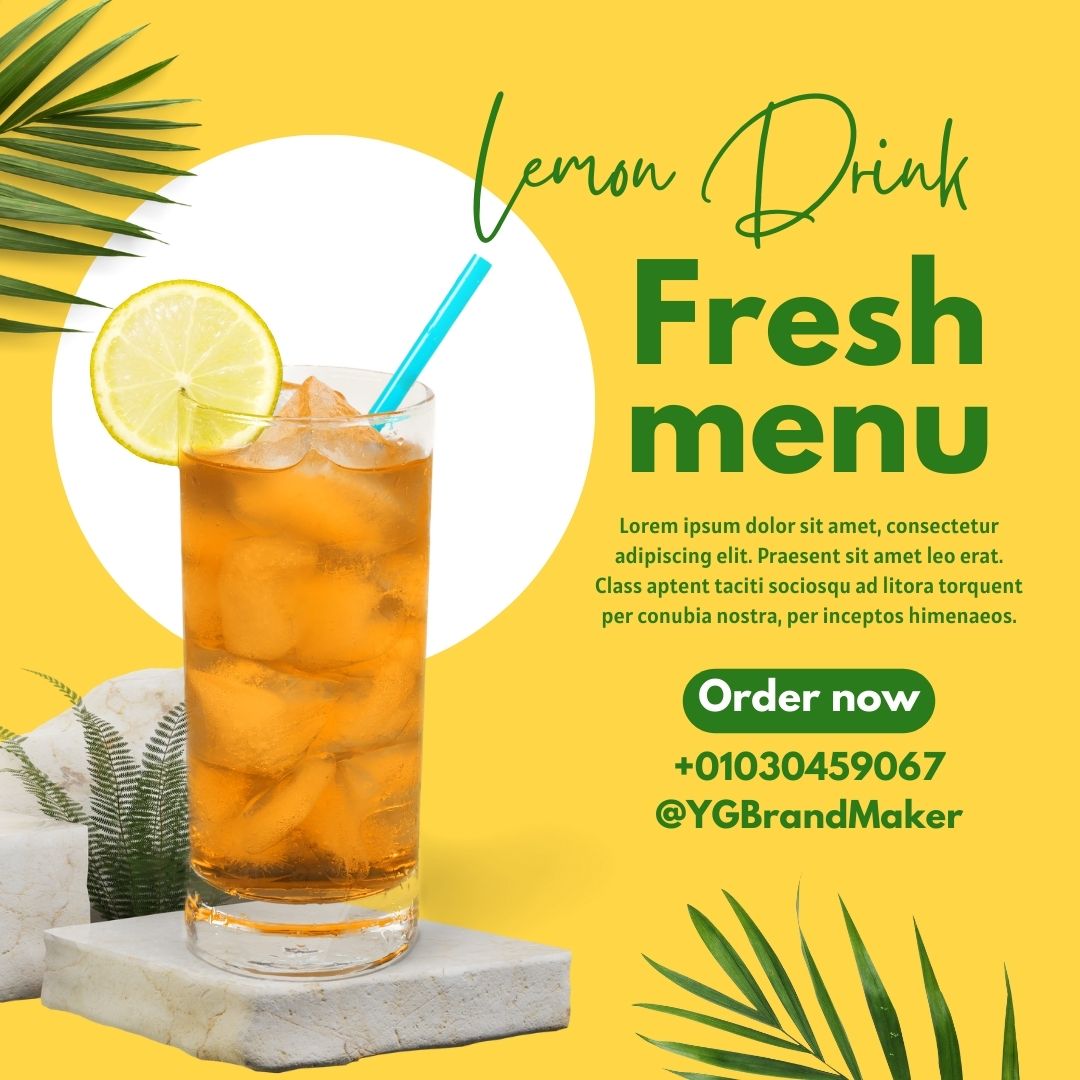 Lemon Drink
Fresh
menu
Lorem ipsum dolor sit amet, consectetur
adipiscing elit. Praesent sit amet leo erat.
Class aptent taciti sociosqu ad litora torquent
per conubia nostra, per inceptos himenaeos.
Order now
+01030459067
@YGBrandMaker